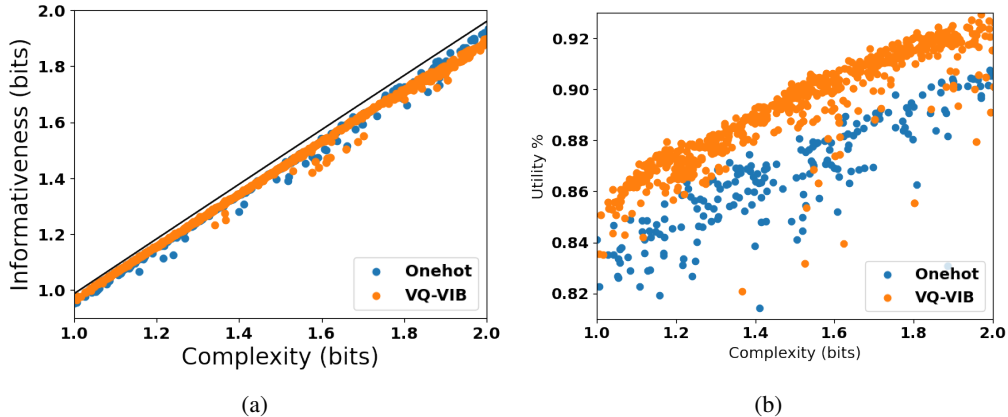 2.0
1.8
1.6
1.4
1.2
1.0
Informativeness (bits)
1.0 1.2 1.4 1.6 1.8 2.0
Complexity (bits)
Onehot
VQ-VIB
(a)
0.92
0.90
0.88
0.86
0.84
0.82
Utility %
1.0 1.2 1.4 1.6 1.8 2.0
Complexity (bits)
Onehot
VQ-VIB
(b)